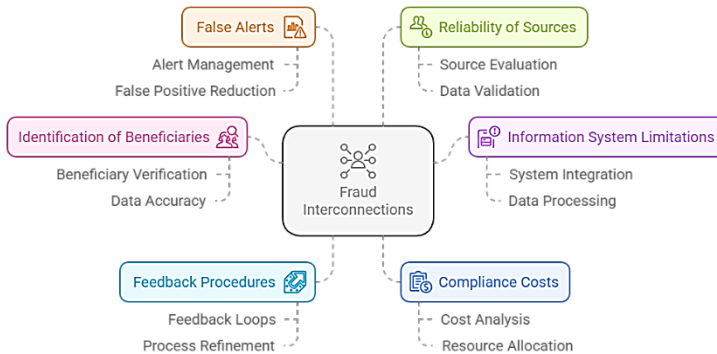 False Alerts
Alert Management
False Positive Reduction
Reliability of Sources
Source Evaluation
Data Validation
Identification of Beneficiaries
Beneficiary Verification
Data Accuracy
Fraud
Interconnections
Information System Limitations
System Integration
Data Processing
Feedback Procedures
Feedback Loops
Process Refinement
Compliance Costs
Cost Analysis
Resource Allocation